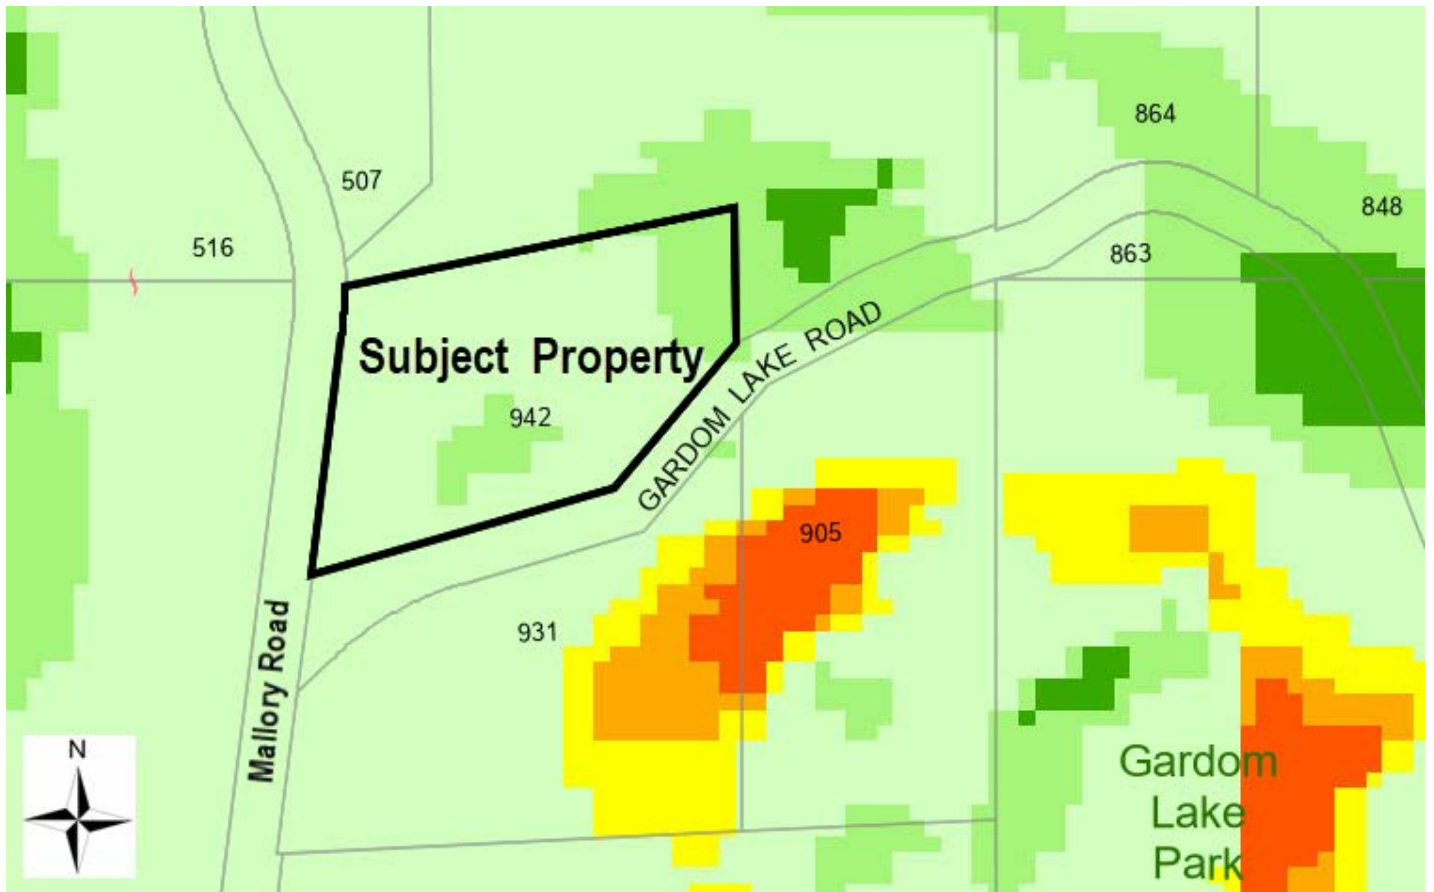 864
507
848
516
863
GARDOM LAKE ROAD
Subject Property
942
905
931
Mallory Road
N
Gardom
Lake
Park